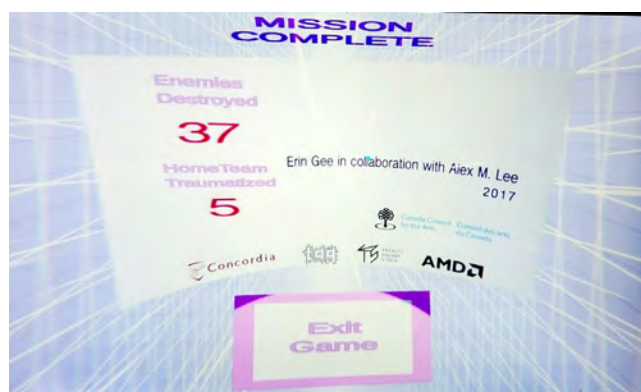 MISSION
COMPLETE
Enemies
Destroyed
37
HomeTeam
Traumatized
5
Erin Gee in collaboration with Alex M. Lee
2017
Canada Council
for the Arts
Conseil des arts
du Canada
Concordia
AMD
Exit
Game